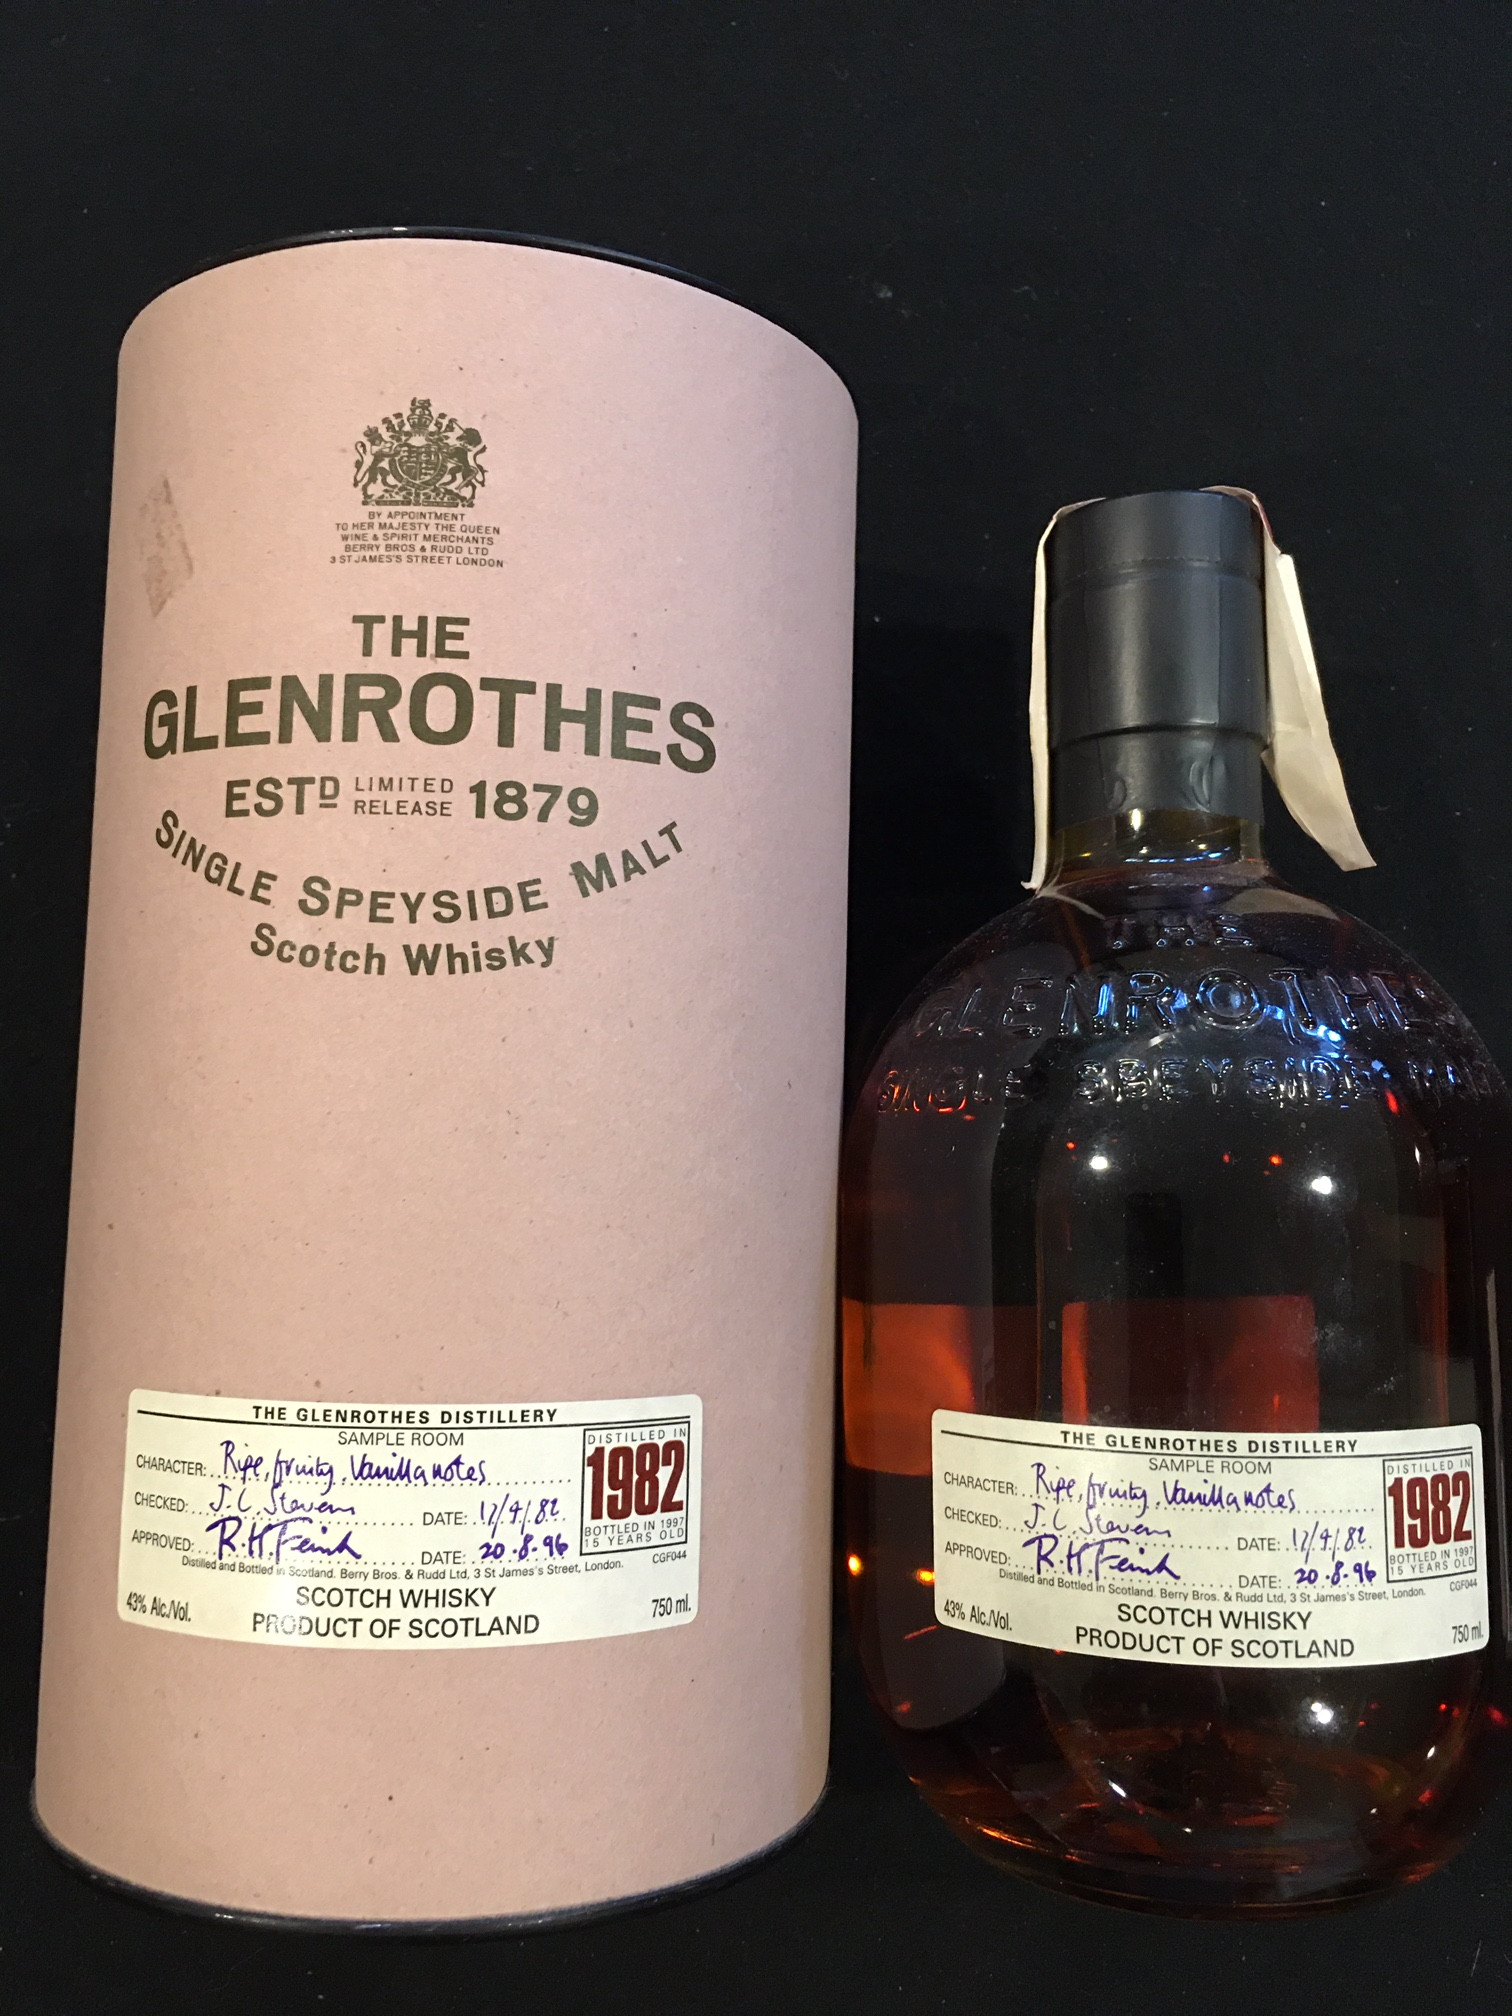 BY APPOINTMENT
TO HER MAJESTY THE QUEEN
WINE & SPIRIT MERCHANTS
BERRY BROS & RUDD LTD
3 ST JAMES'S STREET LONDON
THE
GLENROTHES
ESTD LIMITED RELEASE 1879
SINGLE SPEYSIDE MALT
Scotch Whisky
THE GLENROTHES DISTILLERY
SAMPLE ROOM
CHARACTER: Ripe, fruity, Vanilla notes
CHECKED: J.C. Stevens DATE: 12/4/82
APPROVED: R.H. DATE: 20.8.96
DISTILLED IN
1982
BOTTLED IN 1997
15 YEARS OLD
Distilled and Bottled in Scotland. Berry Bros. & Rudd Ltd, 3 St James's Street, London.
CGF044
43% Alc./Vol.
SCOTCH WHISKY
PRODUCT OF SCOTLAND
750 ml.
THE
GLENROTHES
SINGLE SPEYSIDE MALT
THE GLENROTHES DISTILLERY
SAMPLE ROOM
CHARACTER: Ripe, fruity, Vanilla notes
CHECKED: J.C. Stevens DATE: 12/4/82
APPROVED: R.H. DATE: 20.8.96
DISTILLED IN
1982
BOTTLED IN 1997
15 YEARS OLD
Distilled and Bottled in Scotland. Berry Bros. & Rudd Ltd, 3 St James's Street, London.
CGF044
43% Alc./Vol.
SCOTCH WHISKY
PRODUCT OF SCOTLAND
750 ml.